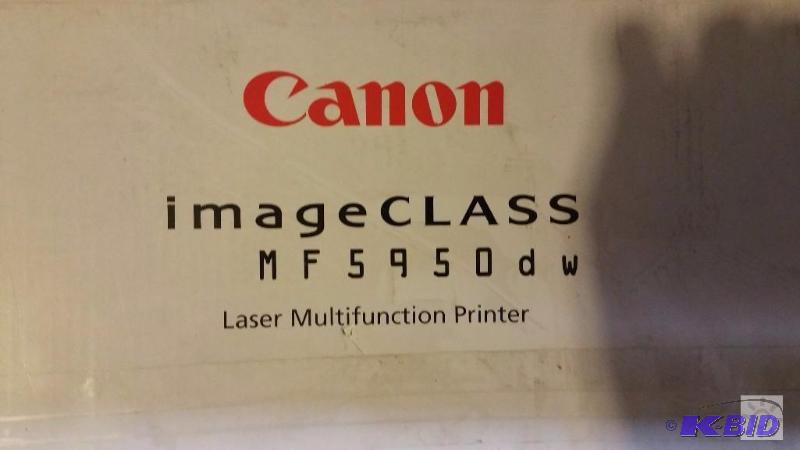 Canon
imageCLASS
MF5950dw
Laser Multifunction Printer
© K-BID